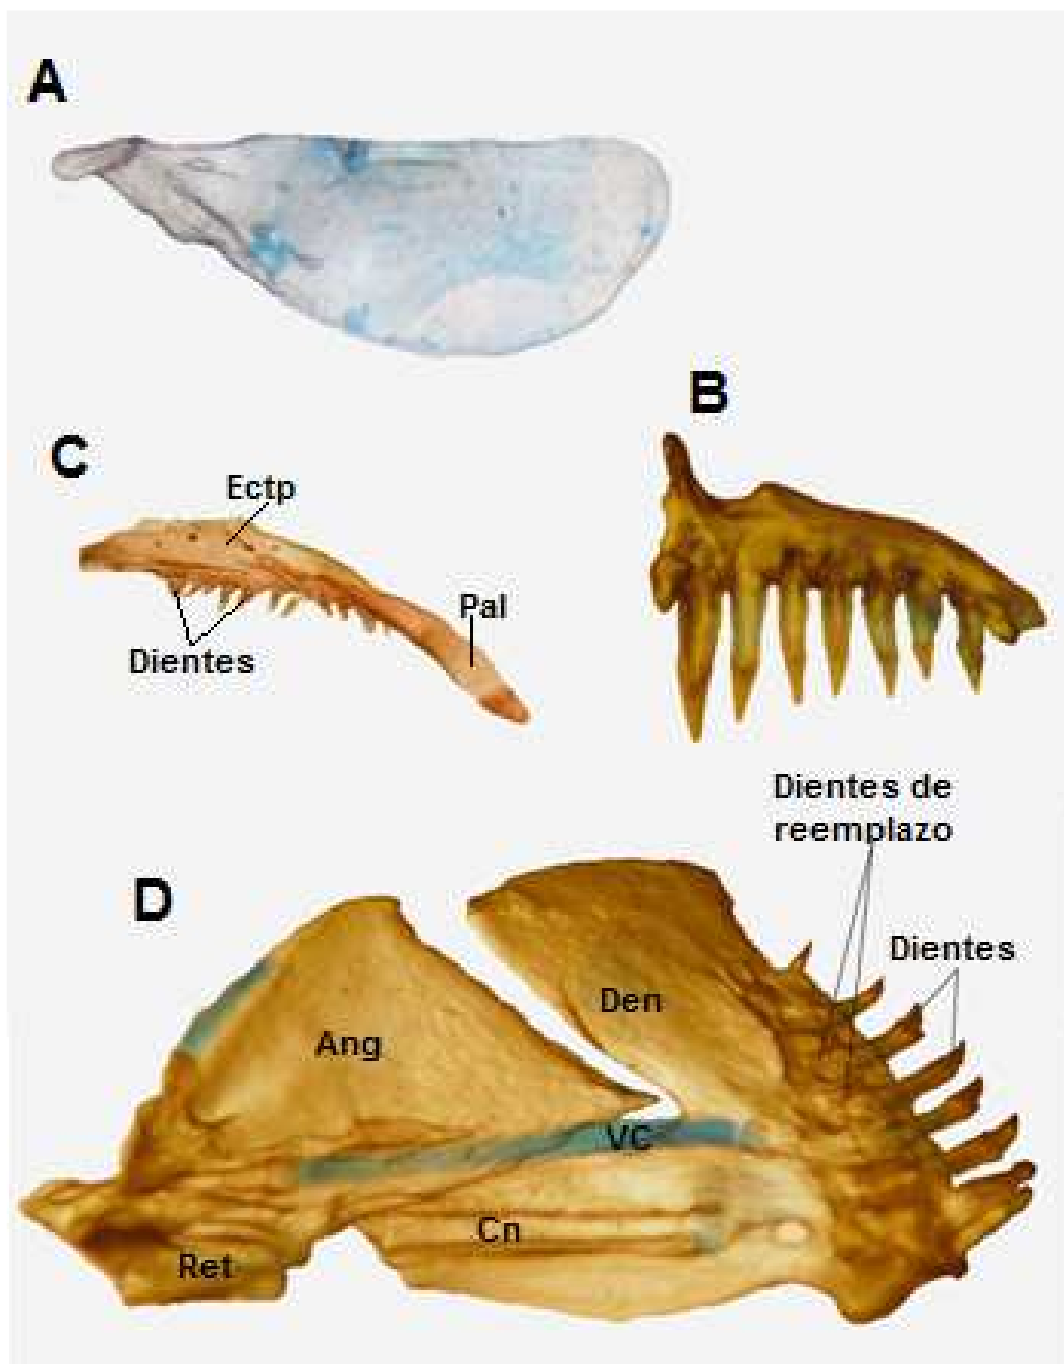 A
B
C
Ectp
Pal
Dientes
Dientes de
reemplazo
D
Dientes
Den
Ang
VC
Cn
Ret